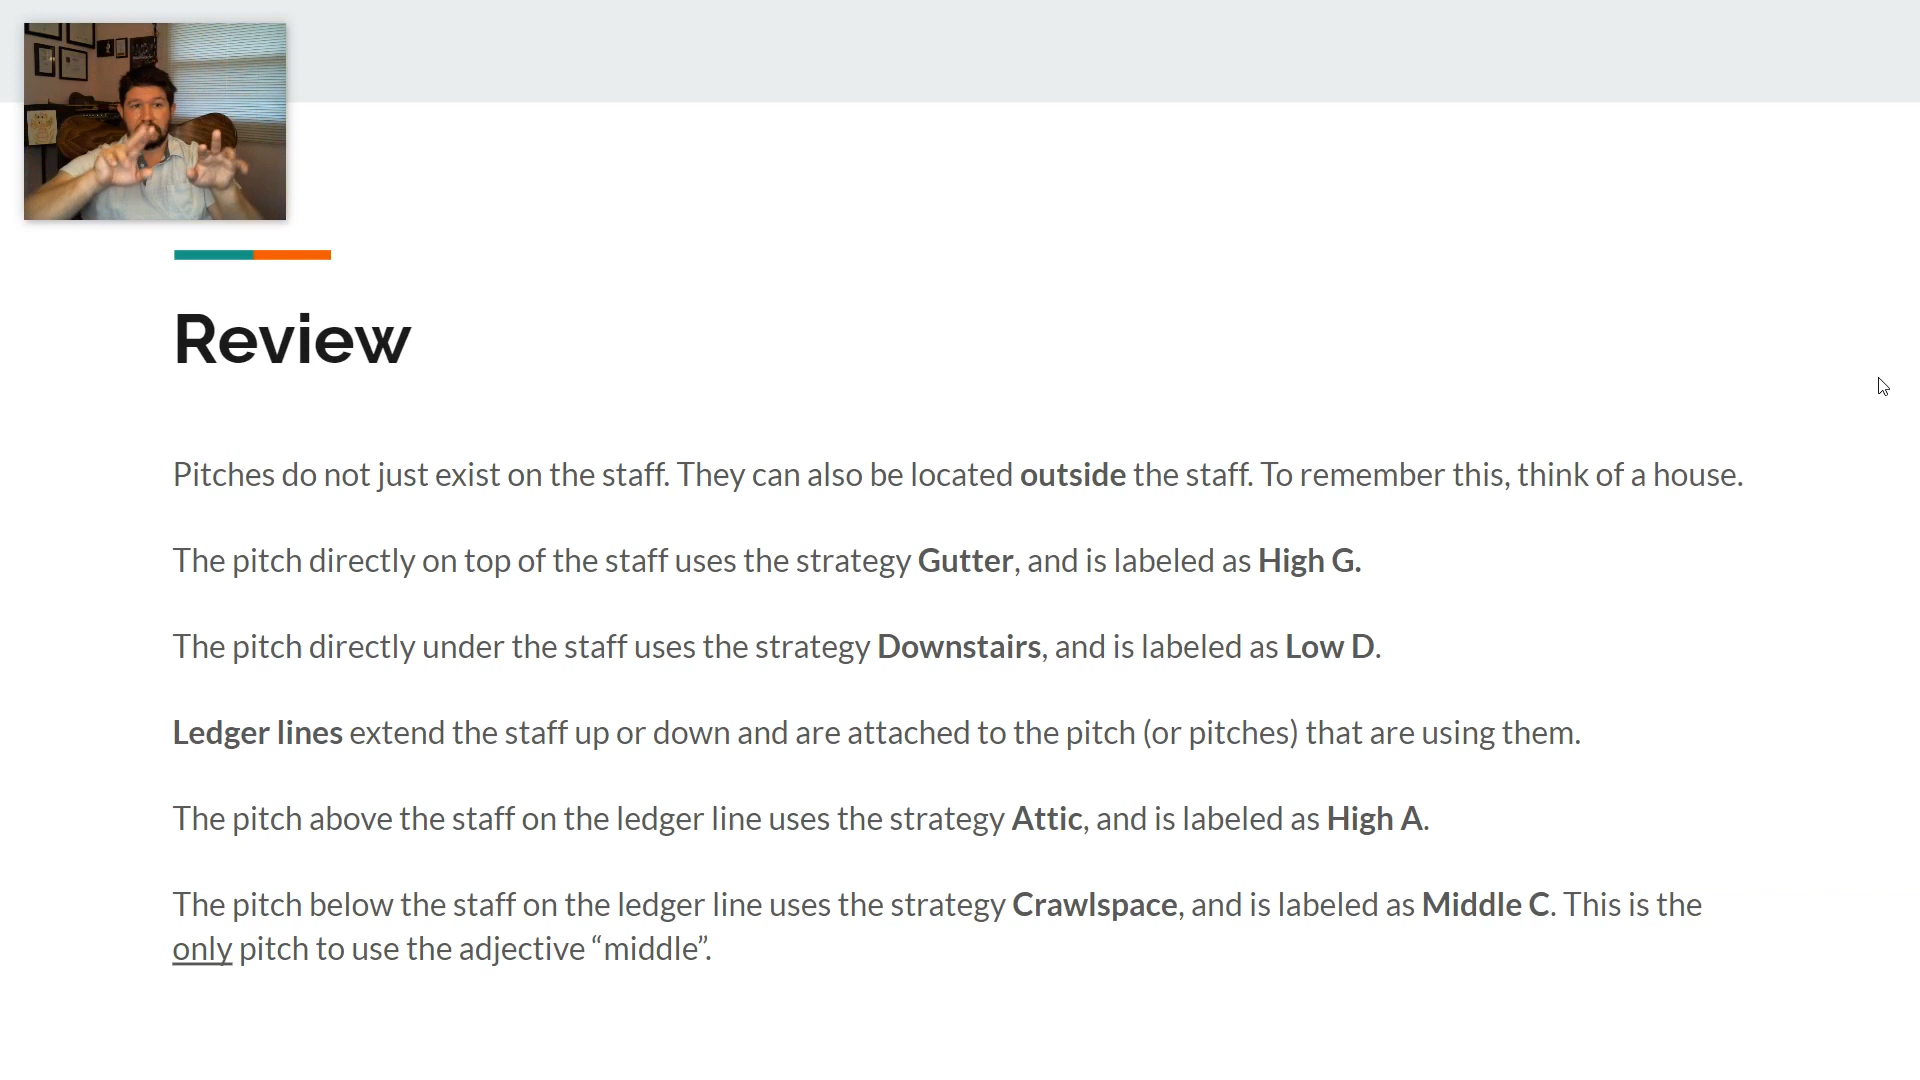 Review
Pitches do not just exist on the staff. They can also be located outside the staff. To remember this, think of a house.
The pitch directly on top of the staff uses the strategy Gutter, and is labeled as High G.
The pitch directly under the staff uses the strategy Downstairs, and is labeled as Low D.
Ledger lines extend the staff up or down and are attached to the pitch (or pitches) that are using them.
The pitch above the staff on the ledger line uses the strategy Attic, and is labeled as High A.
The pitch below the staff on the ledger line uses the strategy Crawlspace, and is labeled as Middle C. This is the
only pitch to use the adjective “middle”.